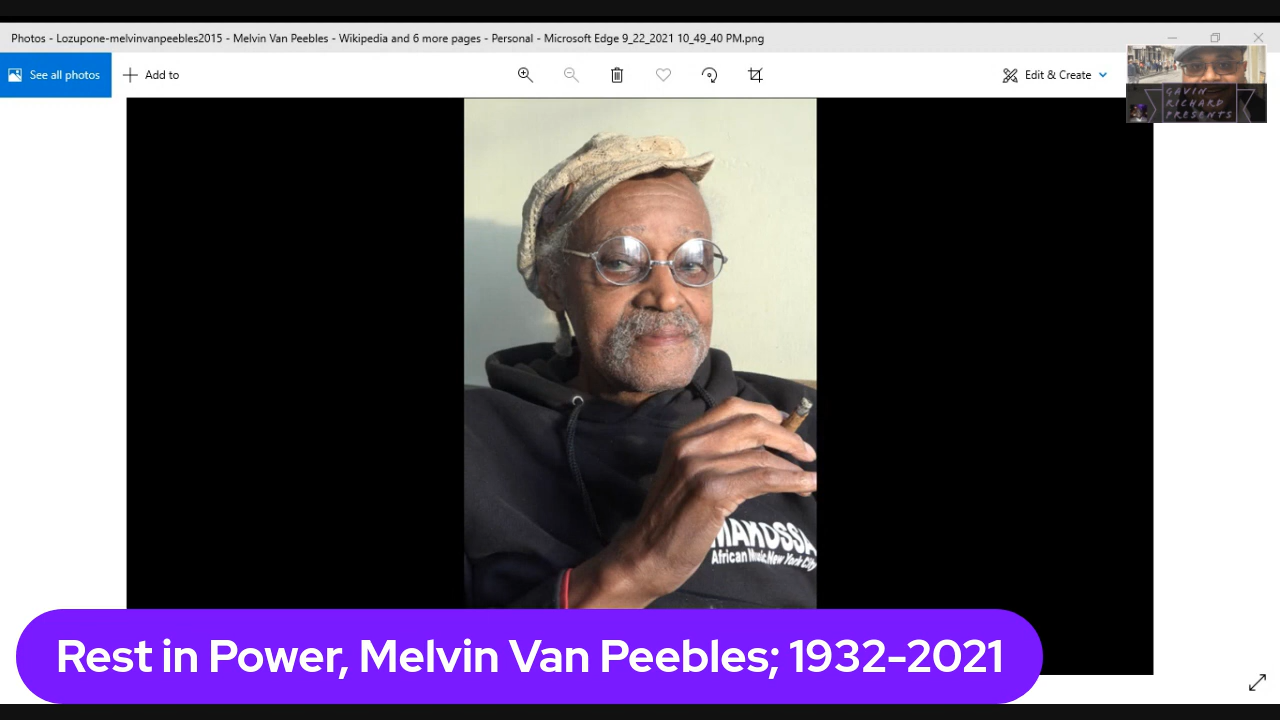 Photos - Lozupone-melvinvanpeebles2015 - Melvin Van Peebles - Wikipedia and 6 more pages - Personal - Microsoft Edge 9_22_2021 10_49_40 PM.png
See all photos
Add to
Edit & Create
GAVIN
RICHARD
PRESENTS
MAKOSSA
African Music.New York City
Rest in Power, Melvin Van Peebles; 1932-2021